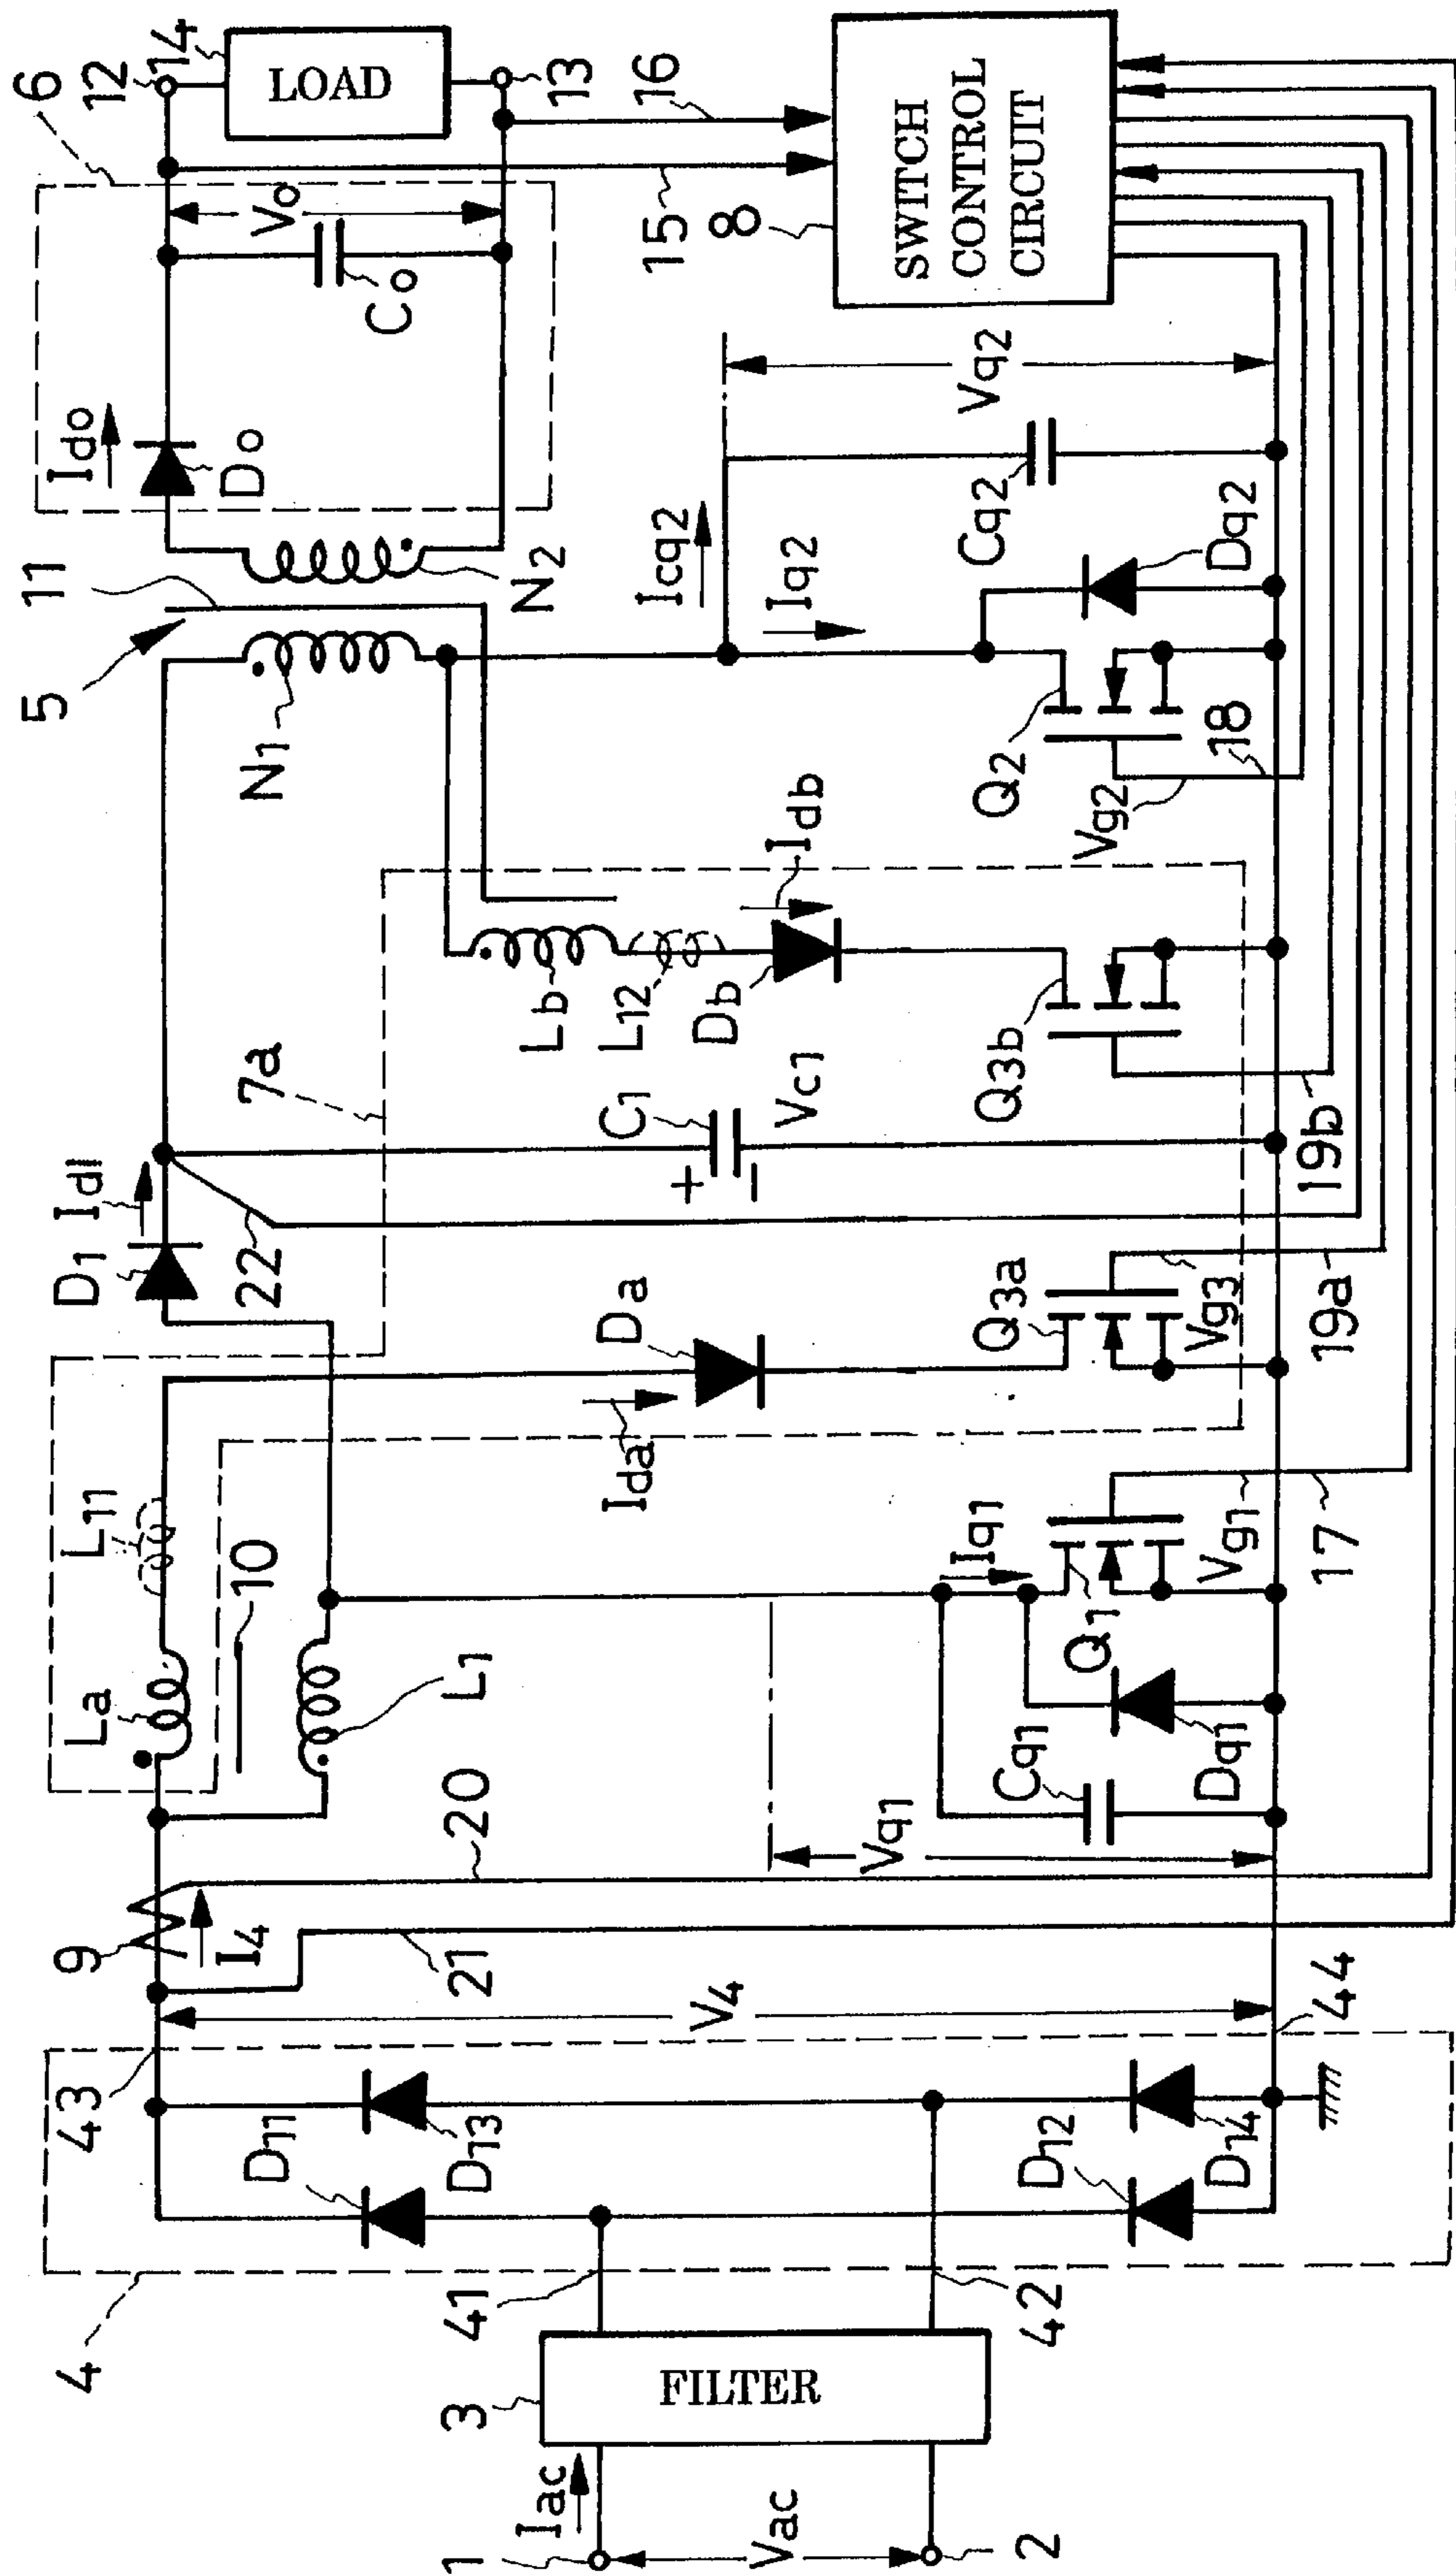 6
12
14
LOAD
13
16
15
8
SWITCH
CONTROL
CIRCUIT
Vo
Co
Ido
Do
N2
11
5
N1
Icq2
Iq2
Vq2
Cq2
Dq2
Q2
Vg2
18
Idb
Lb
L12
Db
Q3b
19b
7a
C1
+
−
Vc1
Idl
D1
22
Da
Ida
Q3a
Vg3
19a
L11
10
La
L1
Iq1
Q1
Vg1
17
Cq1
Dq1
Vq1
20
9
I4
21
V4
43
44
D11
D13
D12
D14
4
41
42
3
FILTER
Iac
1
Vac
2